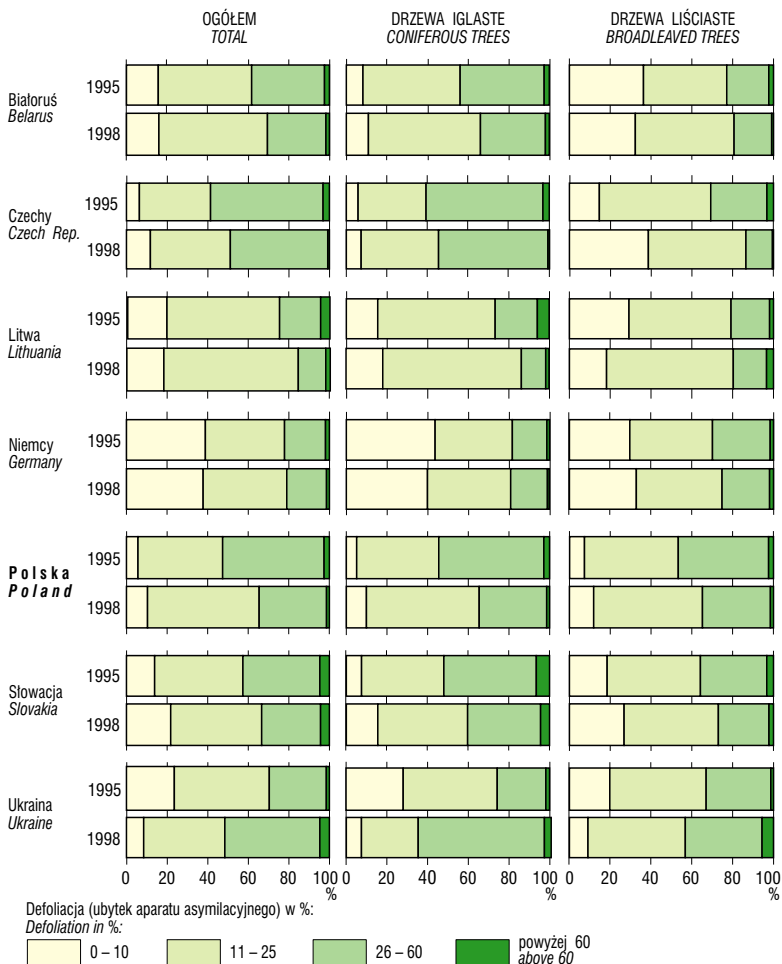 OGÓŁEM
TOTAL
DRZEWA IGLASTE
CONIFEROUS TREES
DRZEWA LIŚCIASTE
BROADLEAVED TREES
Białoruś
Belarus
1995
1998
Czechy
Czech Rep.
1995
1998
Litwa
Lithuania
1995
1998
Niemcy
Germany
1995
1998
Polska
Poland
1995
1998
Słowacja
Slovakia
1995
1998
Ukraina
Ukraine
1995
1998
0 20 40 60 80 100
%
0 20 40 60 80 100
%
0 20 40 60 80 100
%
Defoliacja (ubytek aparatu asymilacyjnego) w %:
Defoliation in %:
0 – 10
11 – 25
26 – 60
powyżej 60
above 60